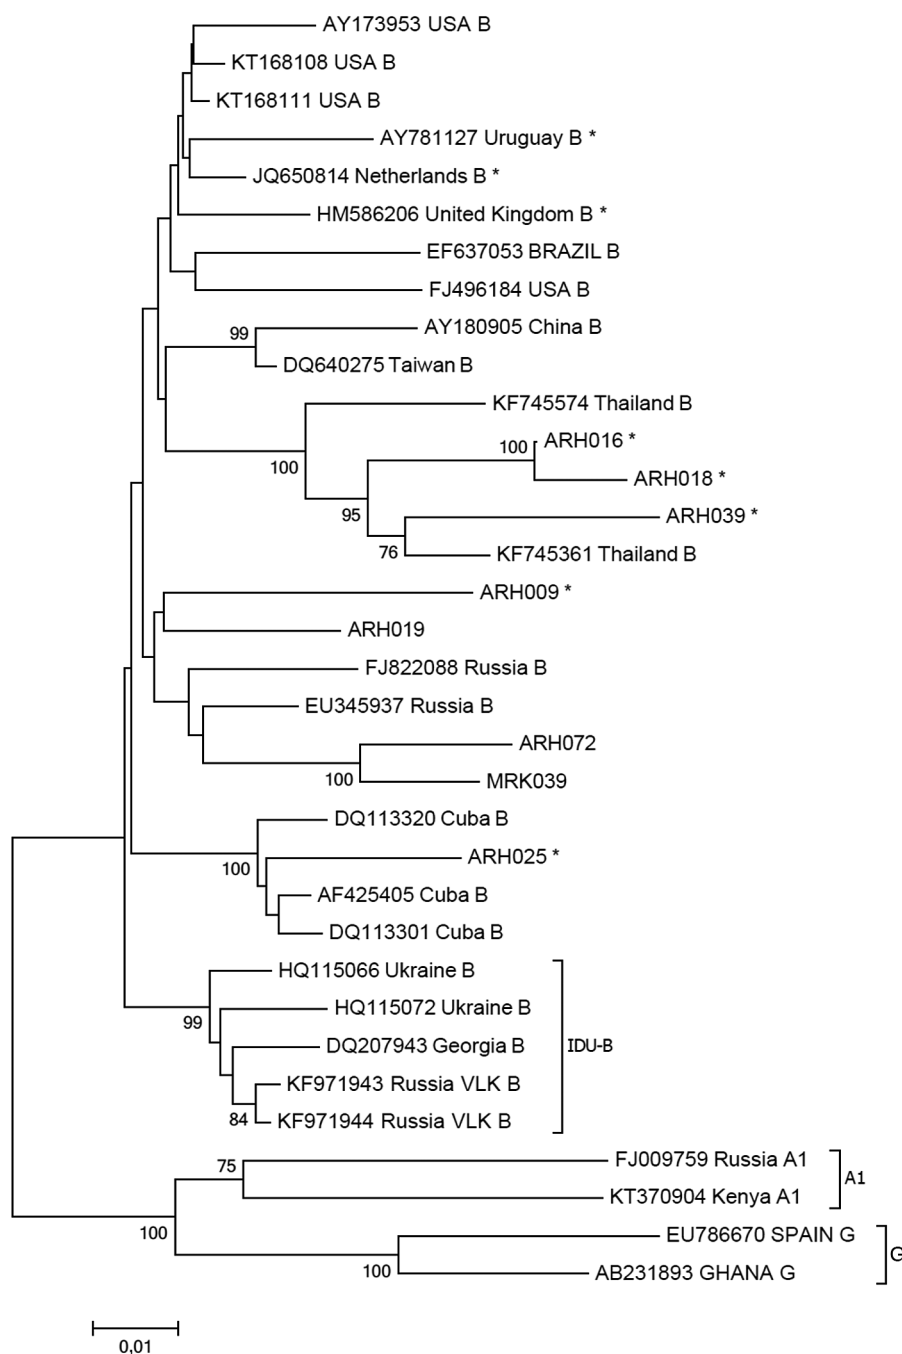 AY173953 USA B
KT168108 USA B
KT168111 USA B
AY781127 Uruguay B *
JQ650814 Netherlands B *
HM586206 United Kingdom B *
EF637053 BRAZIL B
FJ496184 USA B
99
AY180905 China B
DQ640275 Taiwan B
KF745574 Thailand B
100
100
ARH016 *
ARH018 *
95
ARH039 *
76
KF745361 Thailand B
ARH009 *
ARH019
FJ822088 Russia B
EU345937 Russia B
ARH072
100
MRK039
DQ113320 Cuba B
100
ARH025 *
AF425405 Cuba B
DQ113301 Cuba B
HQ115066 Ukraine B
99
HQ115072 Ukraine B
DQ207943 Georgia B
IDU-B
KF971943 Russia VLK B
84
KF971944 Russia VLK B
75
FJ009759 Russia A1
A1
KT370904 Kenya A1
100
EU786670 SPAIN G
G
100
AB231893 GHANA G
0,01